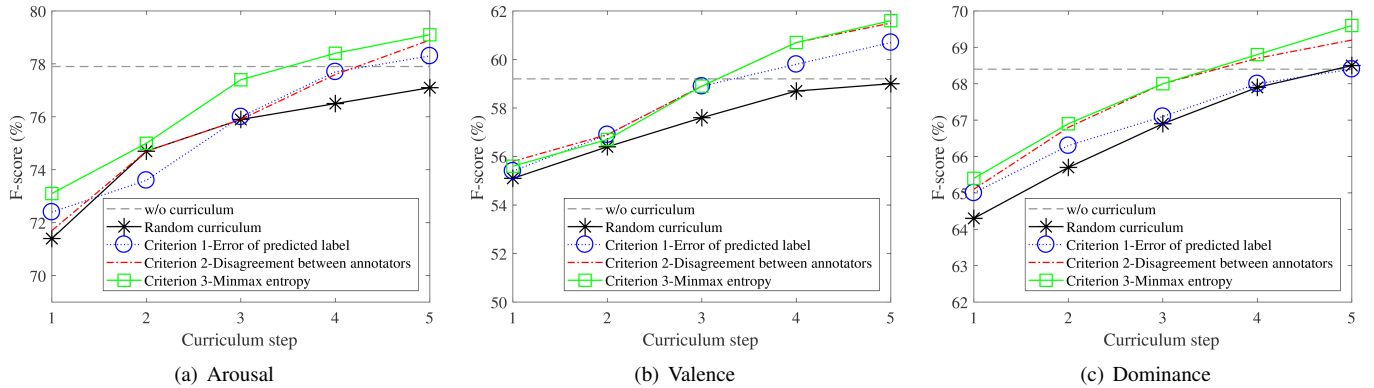 80
78
76
74
72
70
F-score (%)
w/o curriculum
Random curriculum
Criterion 1-Error of predicted label
Criterion 2-Disagreement between annotators
Criterion 3-Minmax entropy
1 2 3 4 5
Curriculum step
(a) Arousal
62
60
58
56
54
52
50
F-score (%)
w/o curriculum
Random curriculum
Criterion 1-Error of predicted label
Criterion 2-Disagreement between annotators
Criterion 3-Minmax entropy
1 2 3 4 5
Curriculum step
(b) Valence
70
69
68
67
66
65
64
63
62
F-score (%)
w/o curriculum
Random curriculum
Criterion 1-Error of predicted label
Criterion 2-Disagreement between annotators
Criterion 3-Minmax entropy
1 2 3 4 5
Curriculum step
(c) Dominance